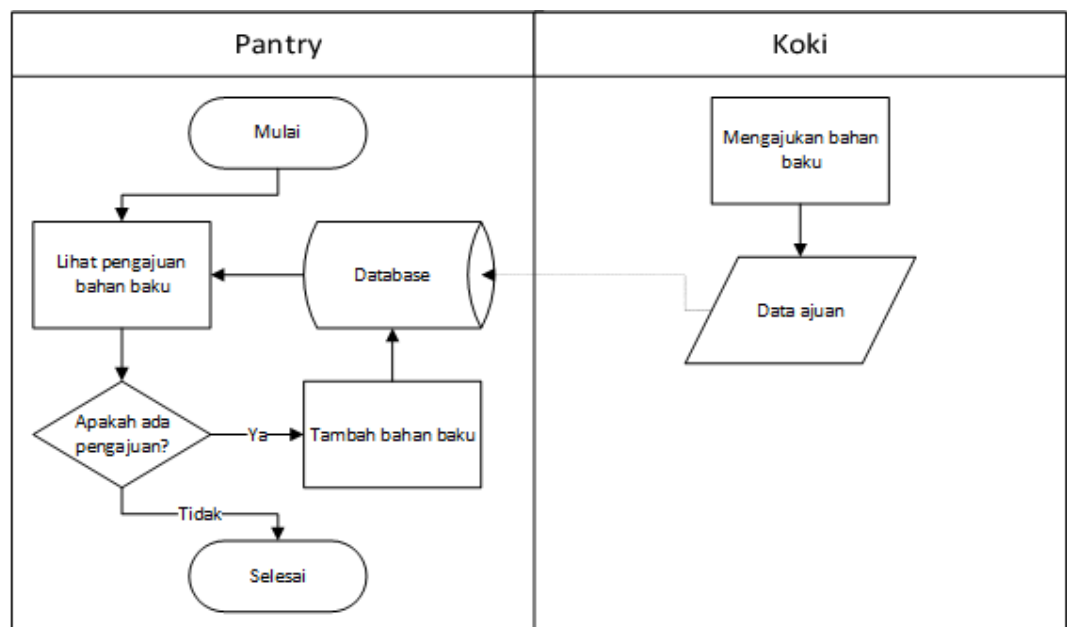 Pantry
Koki
Mulai
Mengajukan bahan
baku
Lihat pengajuan
bahan baku
Database
Data ajuan
Apakah ada
pengajuan?
Ya
Tambah bahan baku
Tidak
Selesai